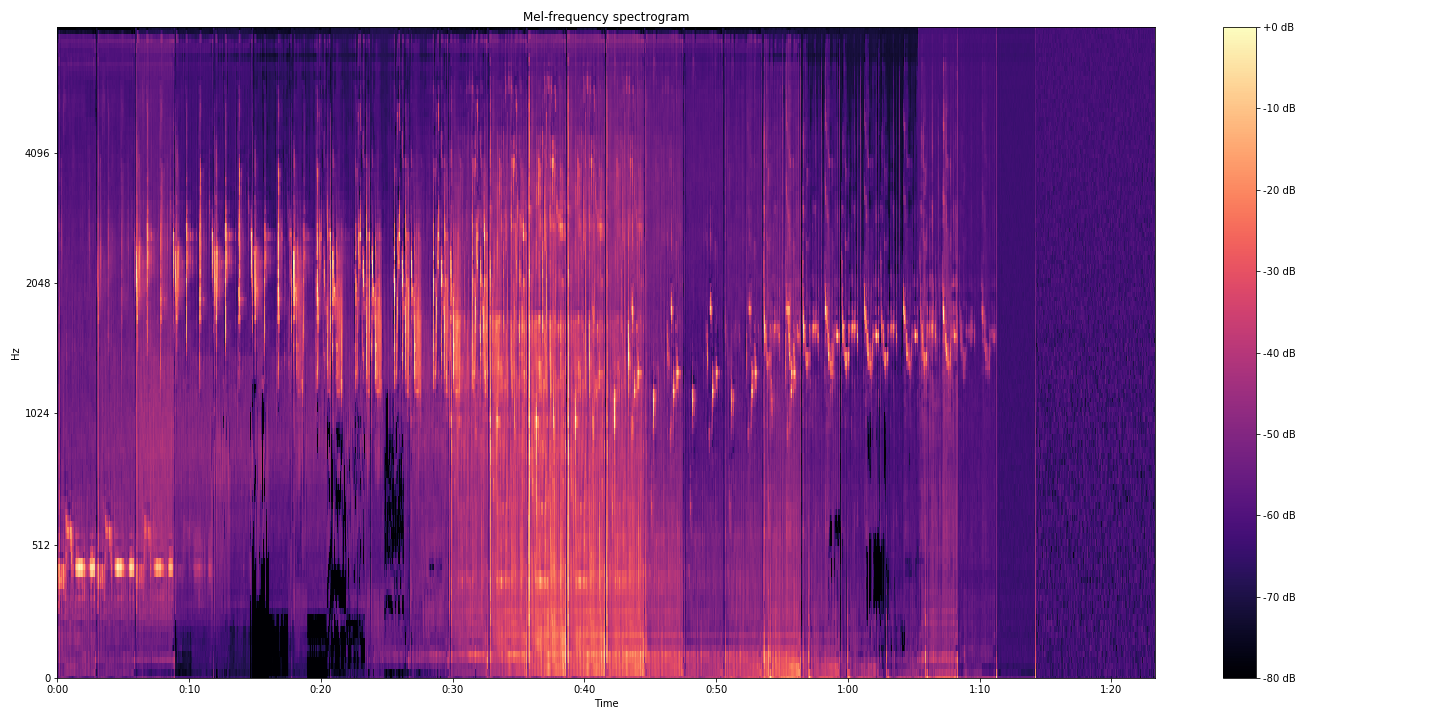 Mel-frequency spectrogram
+0 dB
-10 dB
-20 dB
-30 dB
-40 dB
-50 dB
-60 dB
-70 dB
-80 dB
4096
2048
1024
512
0
Hz
0:00 0:10 0:20 0:30 0:40 0:50 1:00 1:10 1:20
Time